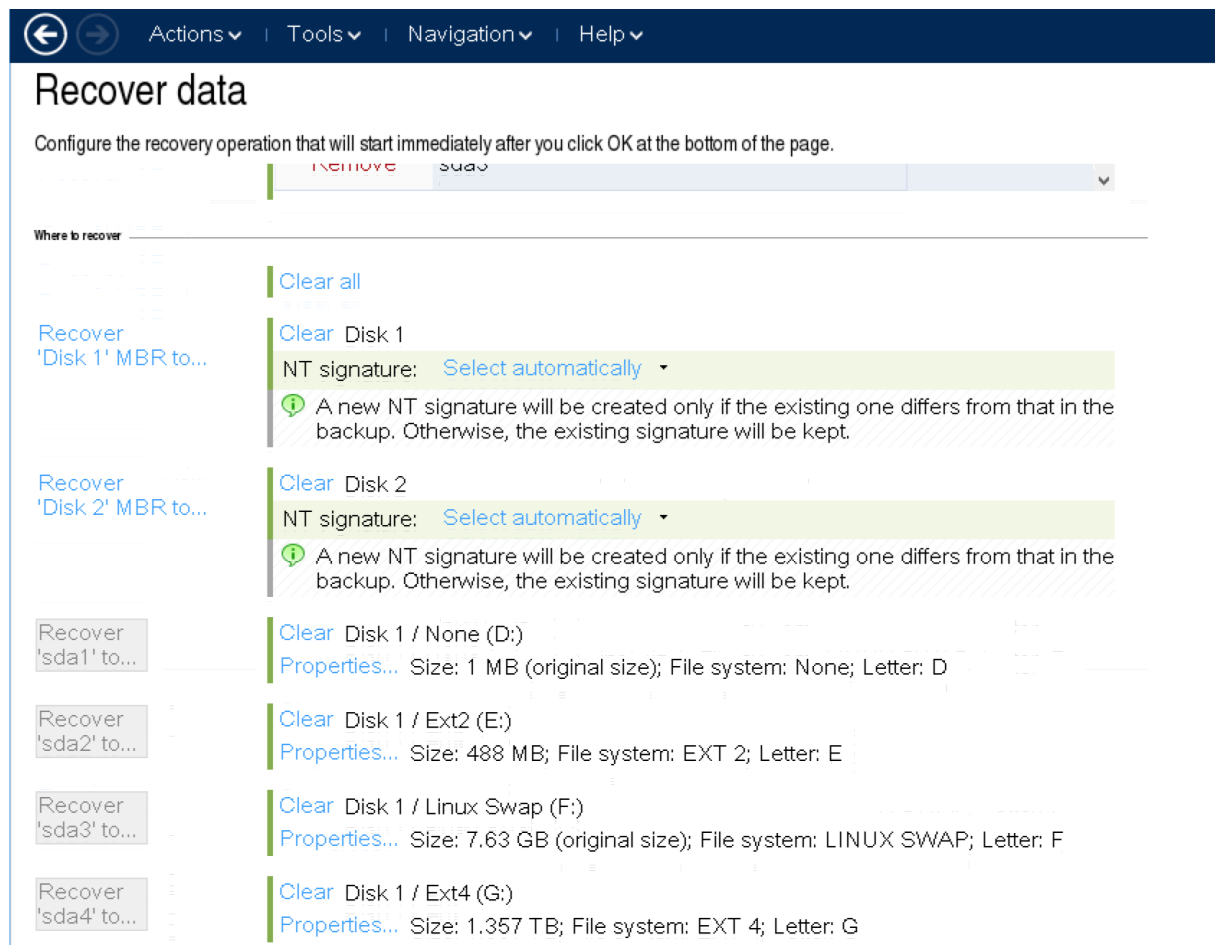 Actions | Tools | Navigation | Help
Recover data
Configure the recovery operation that will start immediately after you click OK at the bottom of the page.
Remove sda3
Where to recover
Clear all
Recover 'Disk 1' MBR to...
Clear Disk 1
NT signature: Select automatically
A new NT signature will be created only if the existing one differs from that in the
backup. Otherwise, the existing signature will be kept.
Recover 'Disk 2' MBR to...
Clear Disk 2
NT signature: Select automatically
A new NT signature will be created only if the existing one differs from that in the
backup. Otherwise, the existing signature will be kept.
Recover 'sda1' to...
Clear Disk 1 / None (D:)
Properties... Size: 1 MB (original size); File system: None; Letter: D
Recover 'sda2' to...
Clear Disk 1 / Ext2 (E:)
Properties... Size: 488 MB; File system: EXT 2; Letter: E
Recover 'sda3' to...
Clear Disk 1 / Linux Swap (F:)
Properties... Size: 7.63 GB (original size); File system: LINUX SWAP; Letter: F
Recover 'sda4' to...
Clear Disk 1 / Ext4 (G:)
Properties... Size: 1.357 TB; File system: EXT 4; Letter: G